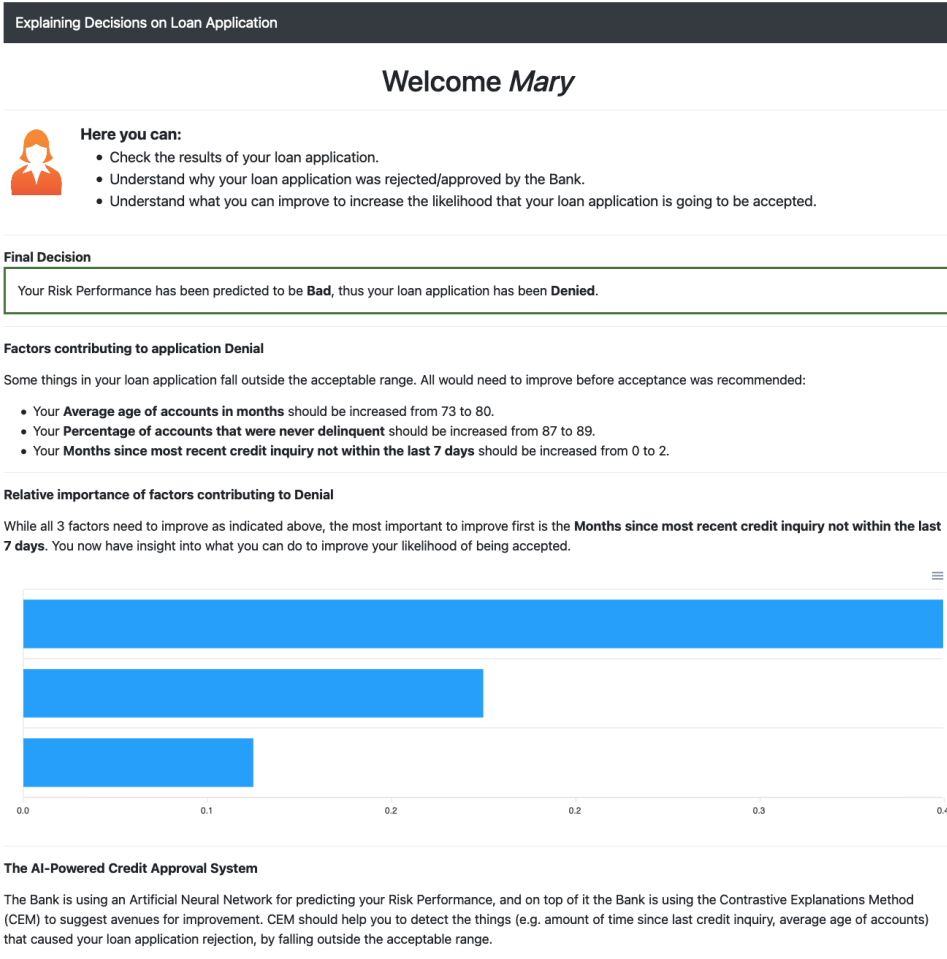 Explaining Decisions on Loan Application
Welcome Mary
Here you can:
• Check the results of your loan application.
• Understand why your loan application was rejected/approved by the Bank.
• Understand what you can improve to increase the likelihood that your loan application is going to be accepted.
Final Decision
Your Risk Performance has been predicted to be Bad, thus your loan application has been Denied.
Factors contributing to application Denial
Some things in your loan application fall outside the acceptable range. All would need to improve before acceptance was recommended:
• Your Average age of accounts in months should be increased from 73 to 80.
• Your Percentage of accounts that were never delinquent should be increased from 87 to 89.
• Your Months since most recent credit inquiry not within the last 7 days should be increased from 0 to 2.
Relative importance of factors contributing to Denial
While all 3 factors need to improve as indicated above, the most important to improve first is the Months since most recent credit inquiry not within the last
7 days. You now have insight into what you can do to improve your likelihood of being accepted.
0.0 0.1 0.2 0.2 0.3 0.4
The AI-Powered Credit Approval System
The Bank is using an Artificial Neural Network for predicting your Risk Performance, and on top of it the Bank is using the Contrastive Explanations Method
(CEM) to suggest avenues for improvement. CEM should help you to detect the things (e.g. amount of time since last credit inquiry, average age of accounts)
that caused your loan application rejection, by falling outside the acceptable range.